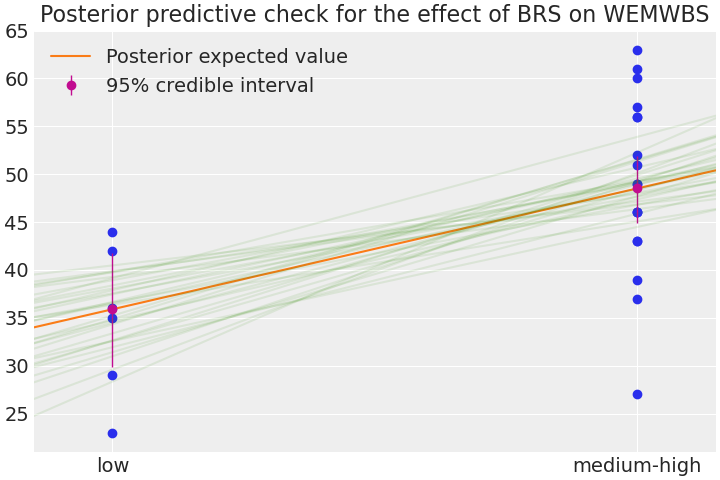 Posterior predictive check for the effect of BRS on WEMWBS
65
Posterior expected value
95% credible interval
60
55
50
45
40
35
30
25
low
medium-high